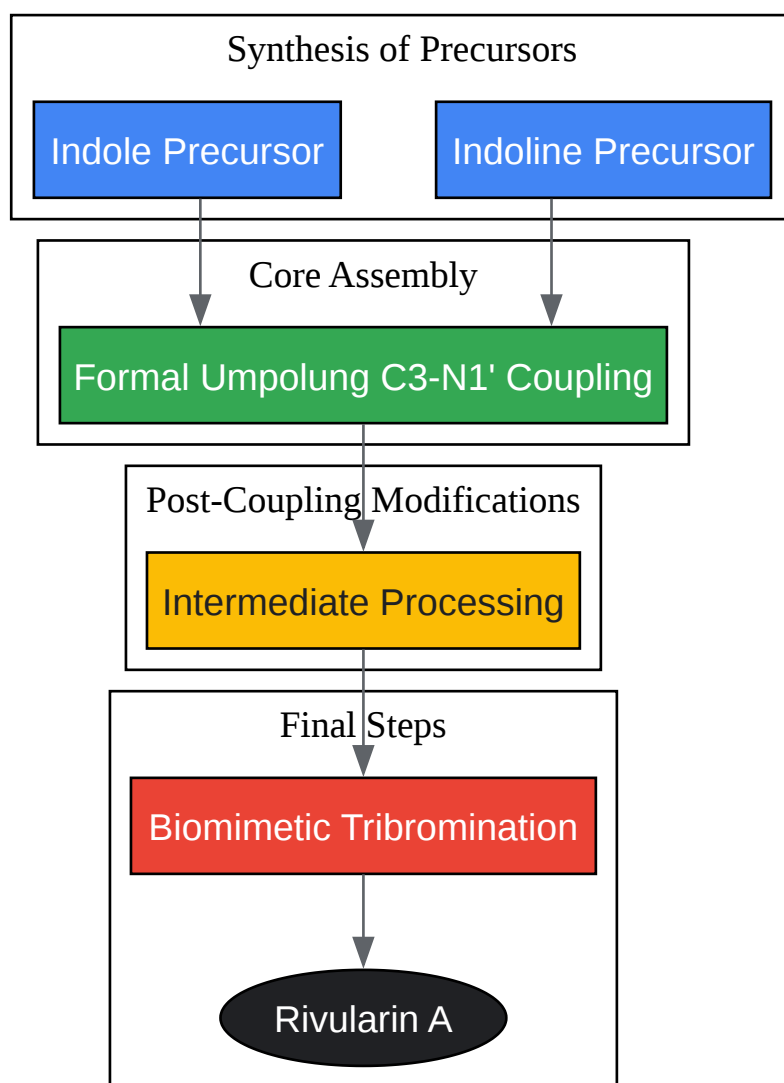 Synthesis of Precursors
Indole Precursor
Indoline Precursor
Core Assembly
Formal Umpolung C3-N1' Coupling
Post-Coupling Modifications
Intermediate Processing
Final Steps
Biomimetic Tribromination
Rivularin A